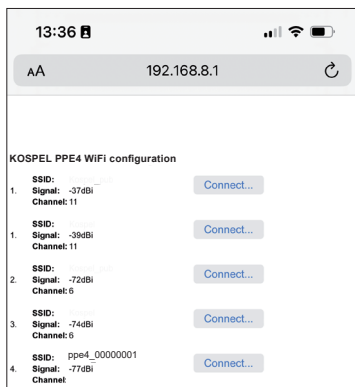 13:36
AA 192.168.8.1
KOSPEL PPE4 WiFi configuration
SSID:
1. Signal: -37dBi Connect...
Channel: 11
SSID:
1. Signal: -39dBi Connect...
Channel: 11
SSID:
2. Signal: -72dBi Connect...
Channel: 6
SSID:
3. Signal: -74dBi Connect...
Channel: 6
SSID: ppe4_00000001
4. Signal: -77dBi Connect...
Channel: